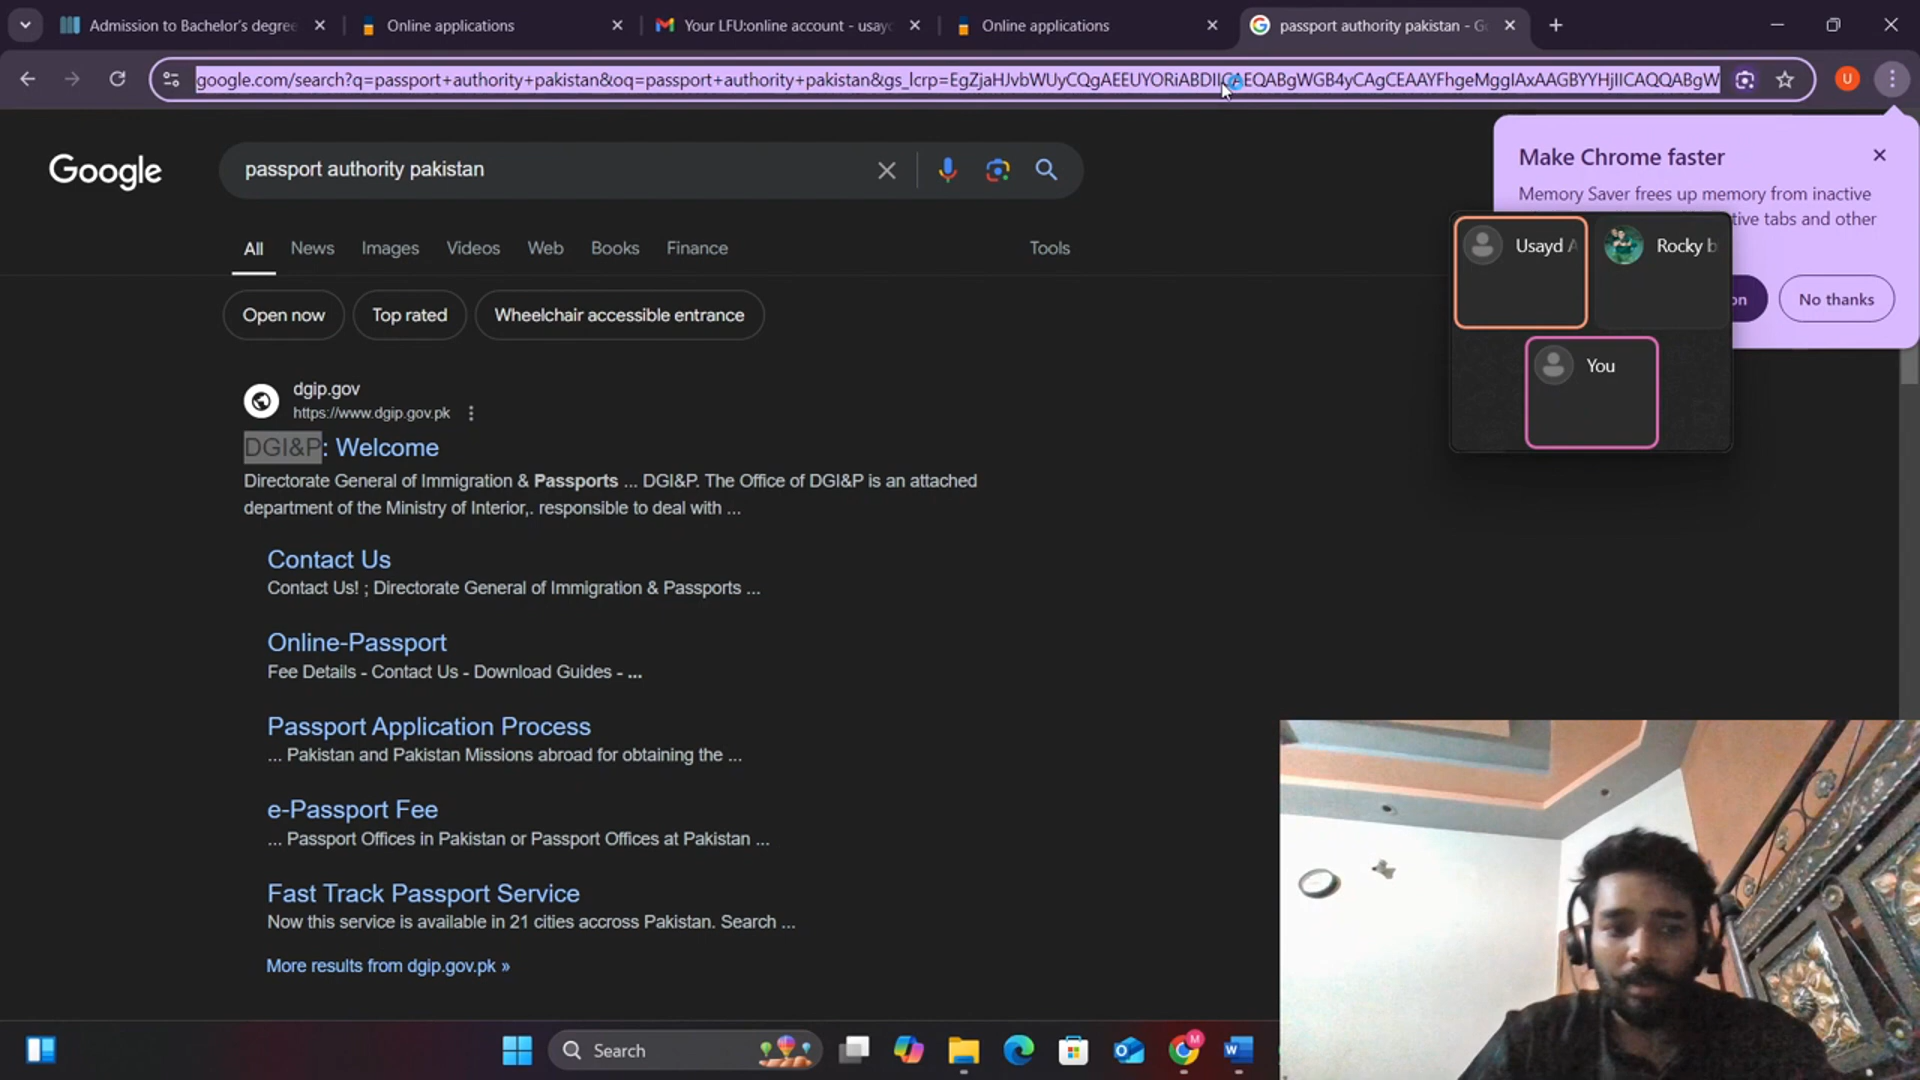 Admission to Bachelor's degree
Online applications
Your LFU:online account - usayd
Online applications
passport authority pakistan - G
google.com/search?q=passport+authority+pakistan&oq=passport+authority+pakistan&gs_lcrp=
U
Google
passport authority pakistan
Make Chrome faster
Memory Saver frees up memory from inactive
tive tabs and other
on
No thanks
Usayd A
Rocky b
You
All
News
Images
Videos
Web
Books
Finance
Tools
Open now
Top rated
Wheelchair accessible entrance
dgip.gov
https://www.dgip.gov.pk
DGI&P: Welcome
Directorate General of Immigration & Passports ... DGI&P. The Office of DGI&P is an attached
department of the Ministry of Interior,. responsible to deal with ...
Contact Us
Contact Us! ; Directorate General of Immigration & Passports ...
Online-Passport
Fee Details - Contact Us - Download Guides - ...
Passport Application Process
... Pakistan and Pakistan Missions abroad for obtaining the ...
e-Passport Fee
... Passport Offices in Pakistan or Passport Offices at Pakistan ...
Fast Track Passport Service
Now this service is available in 21 cities accross Pakistan. Search ...
More results from dgip.gov.pk »
Search
M